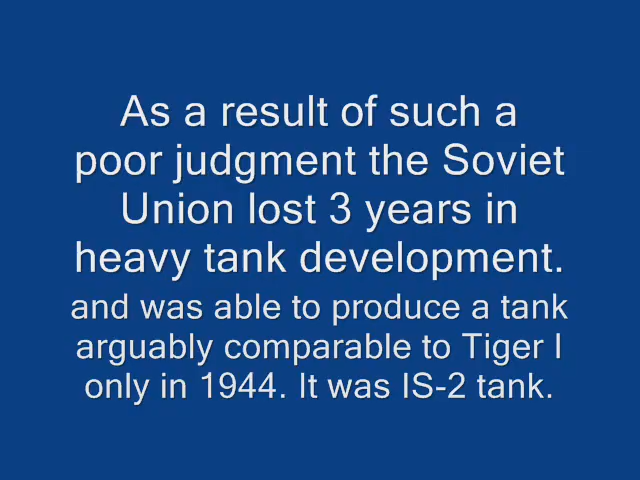 As a result of such a
poor judgment the Soviet
Union lost 3 years in
heavy tank development.
and was able to produce a tank
arguably comparable to Tiger I
only in 1944. It was IS-2 tank.